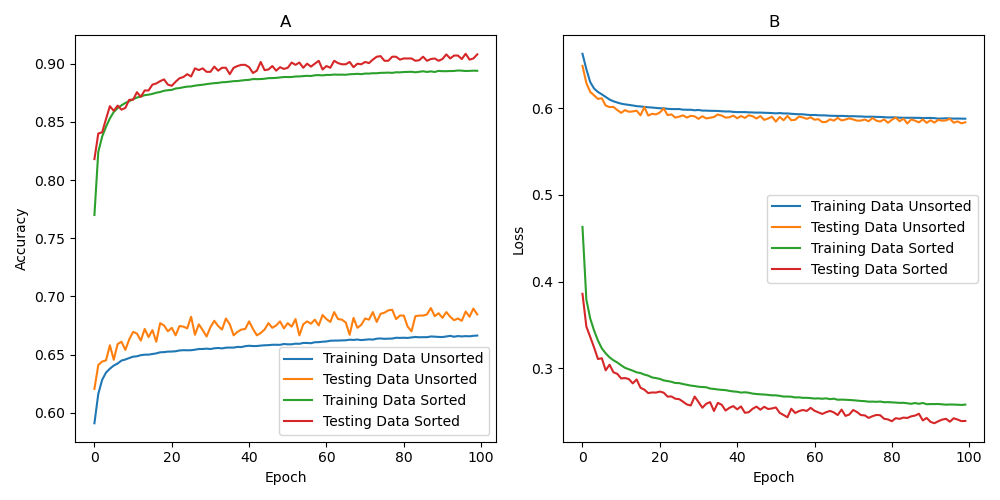 A
Accuracy
0.90
0.85
0.80
0.75
0.70
0.65
0.60
Training Data Unsorted
Testing Data Unsorted
Training Data Sorted
Testing Data Sorted
0 20 40 60 80 100
Epoch
B
Loss
0.6
0.5
0.4
0.3
Training Data Unsorted
Testing Data Unsorted
Training Data Sorted
Testing Data Sorted
0 20 40 60 80 100
Epoch